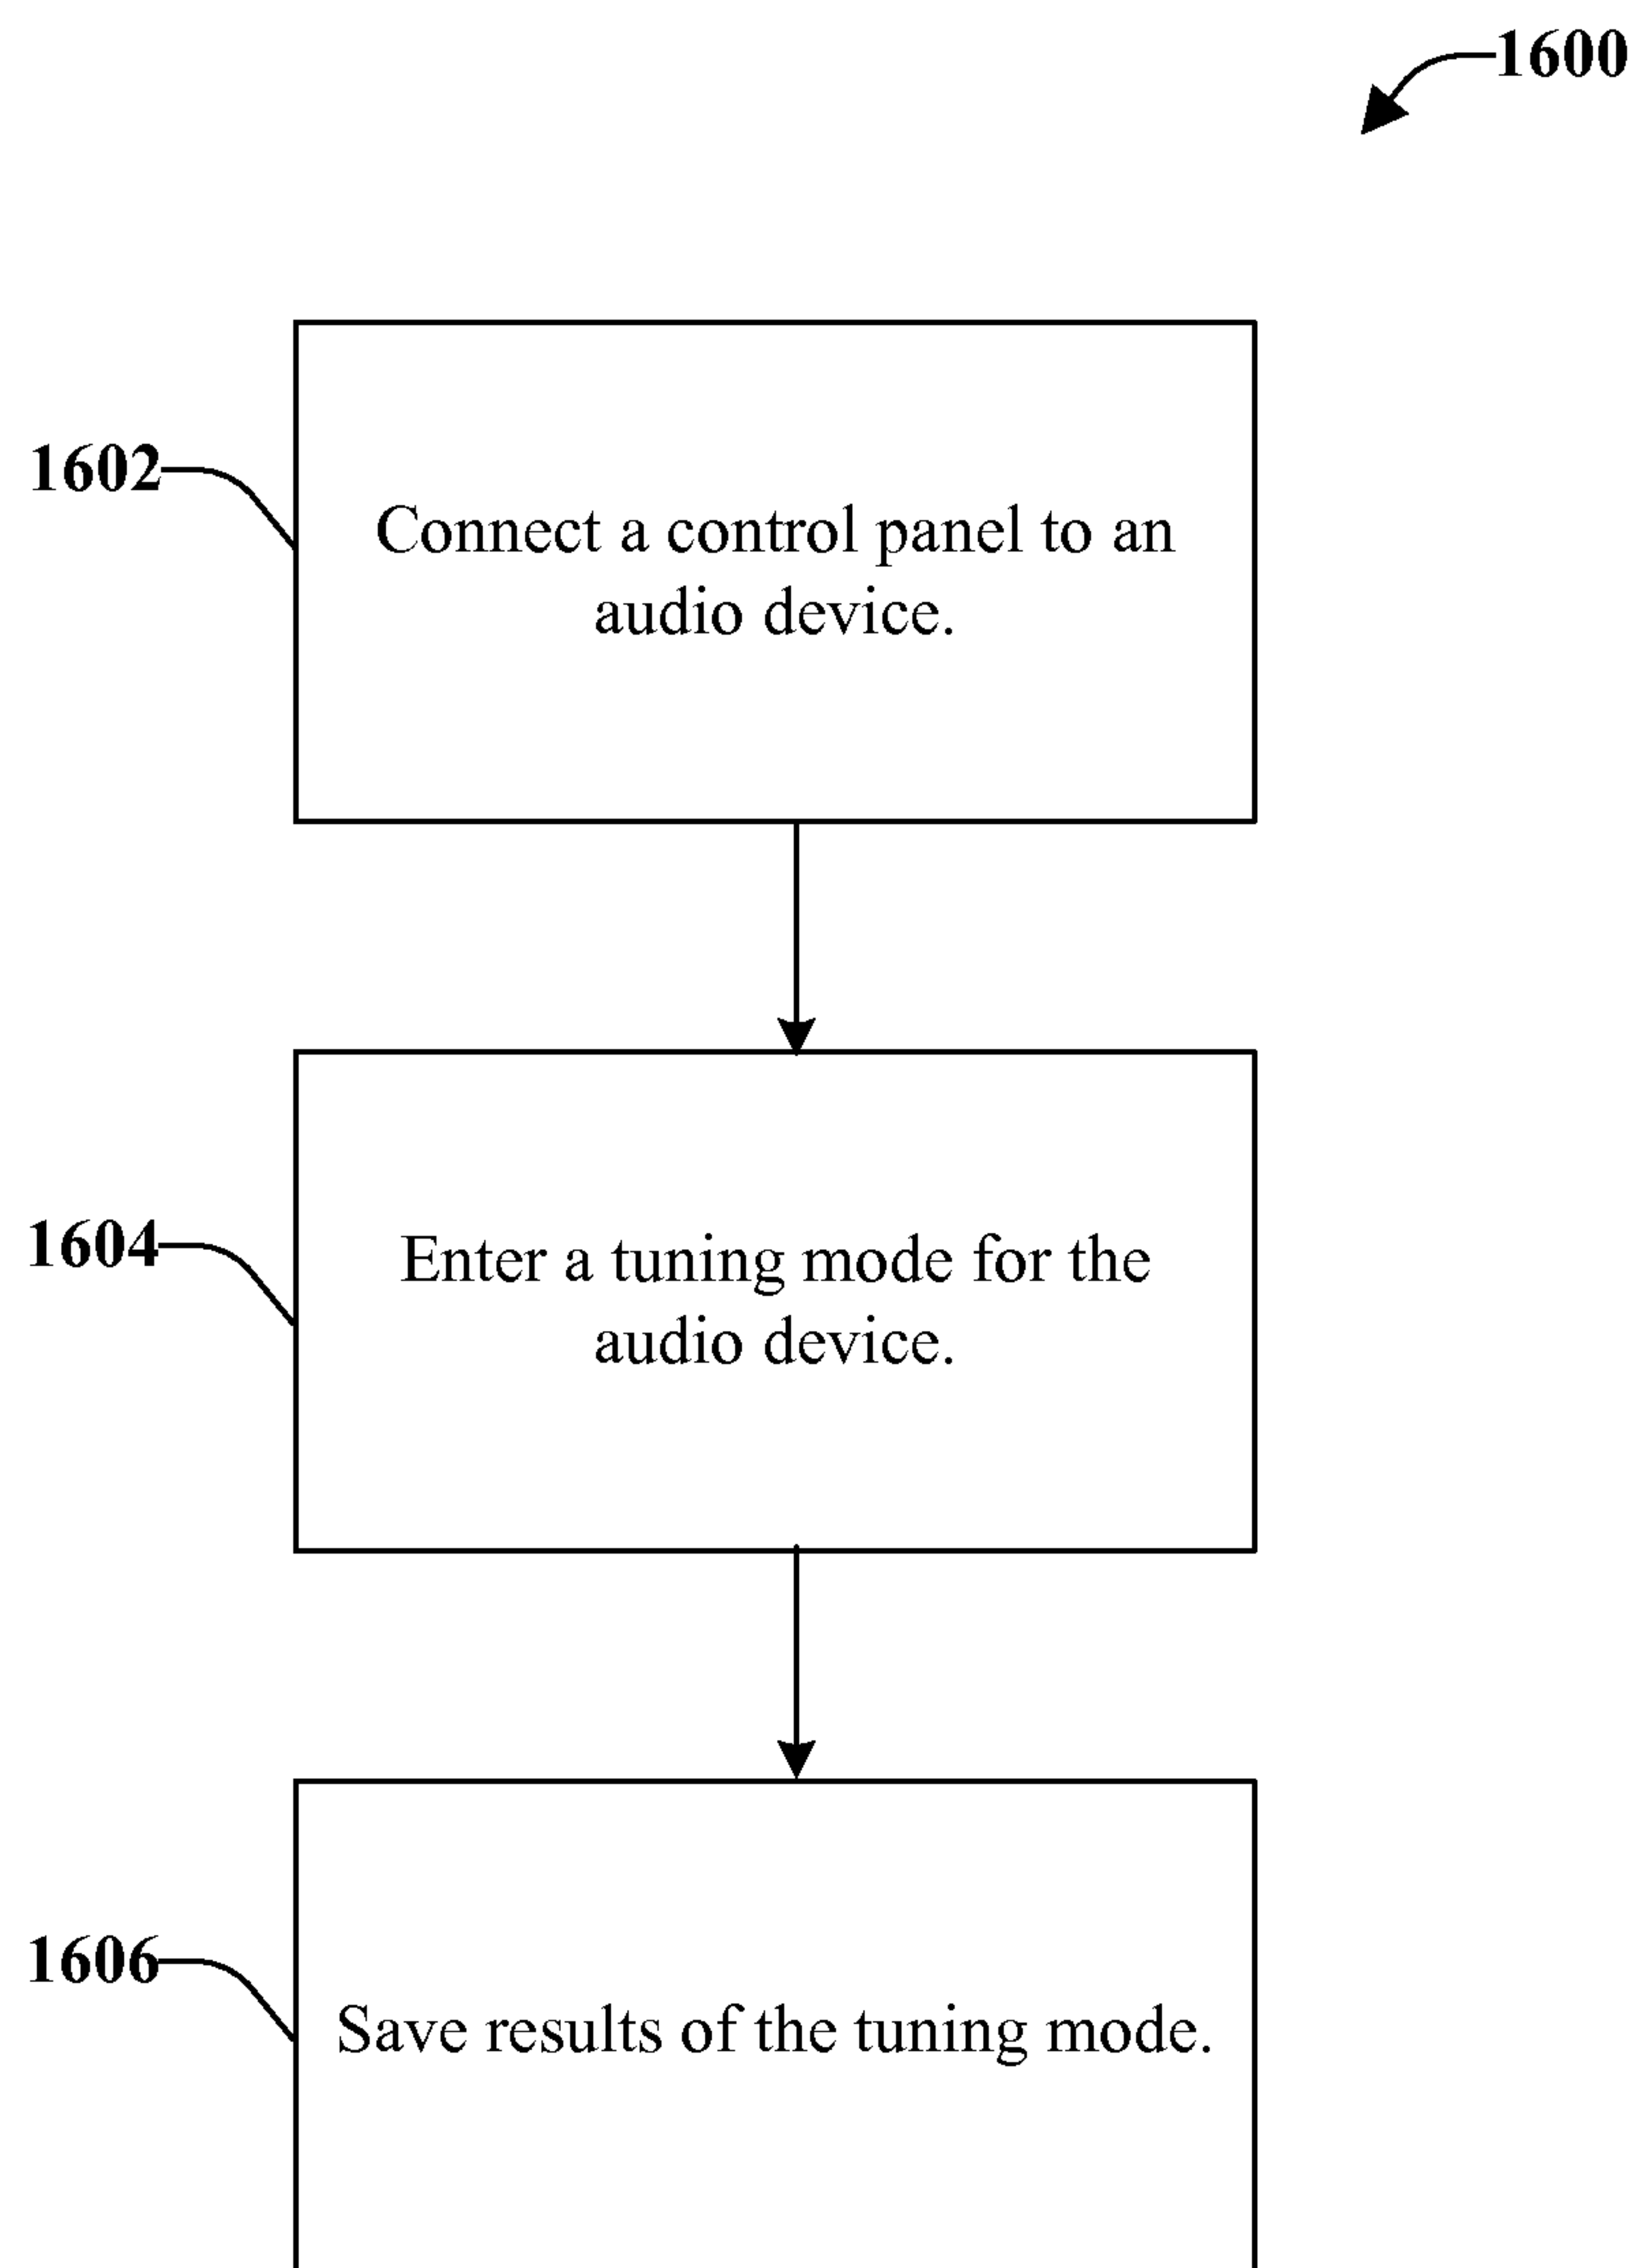 1600
1602
Connect a control panel to an
audio device.
1604
Enter a tuning mode for the
audio device.
1606
Save results of the tuning mode.